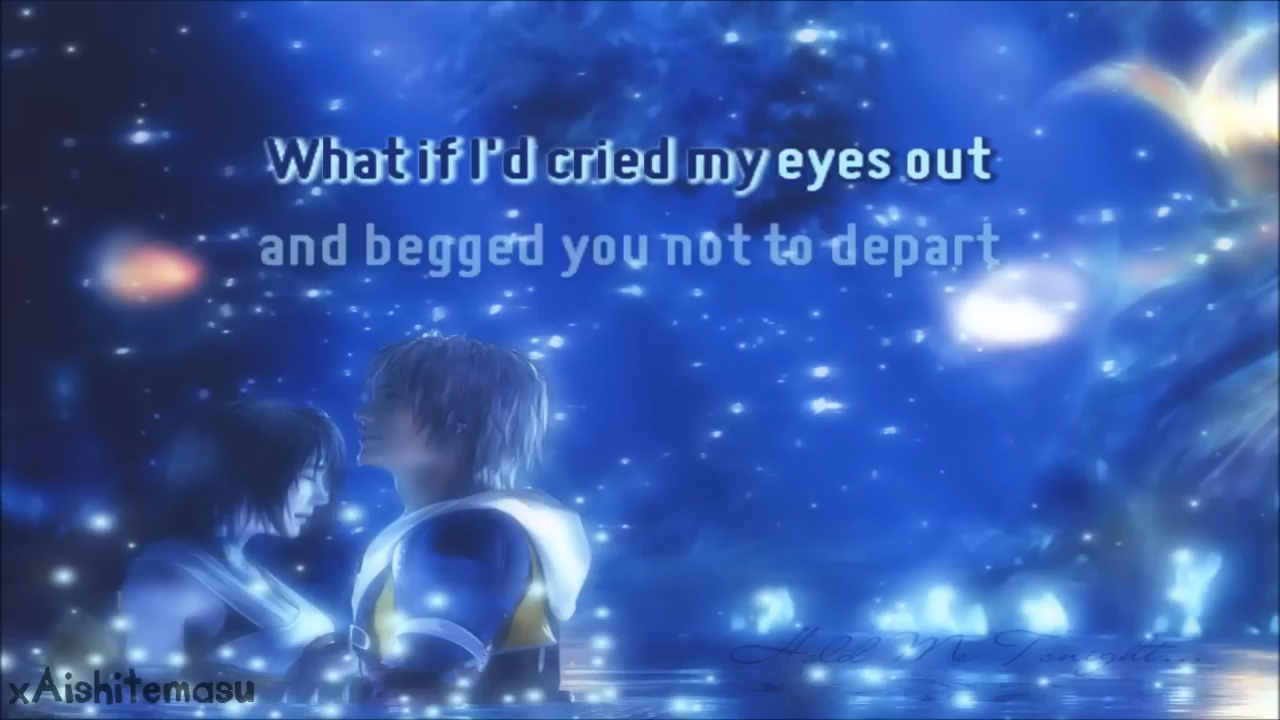 What if I'd cried my eyes out
and begged you not to depart
Hold Me Tonight...
xAishitemasu